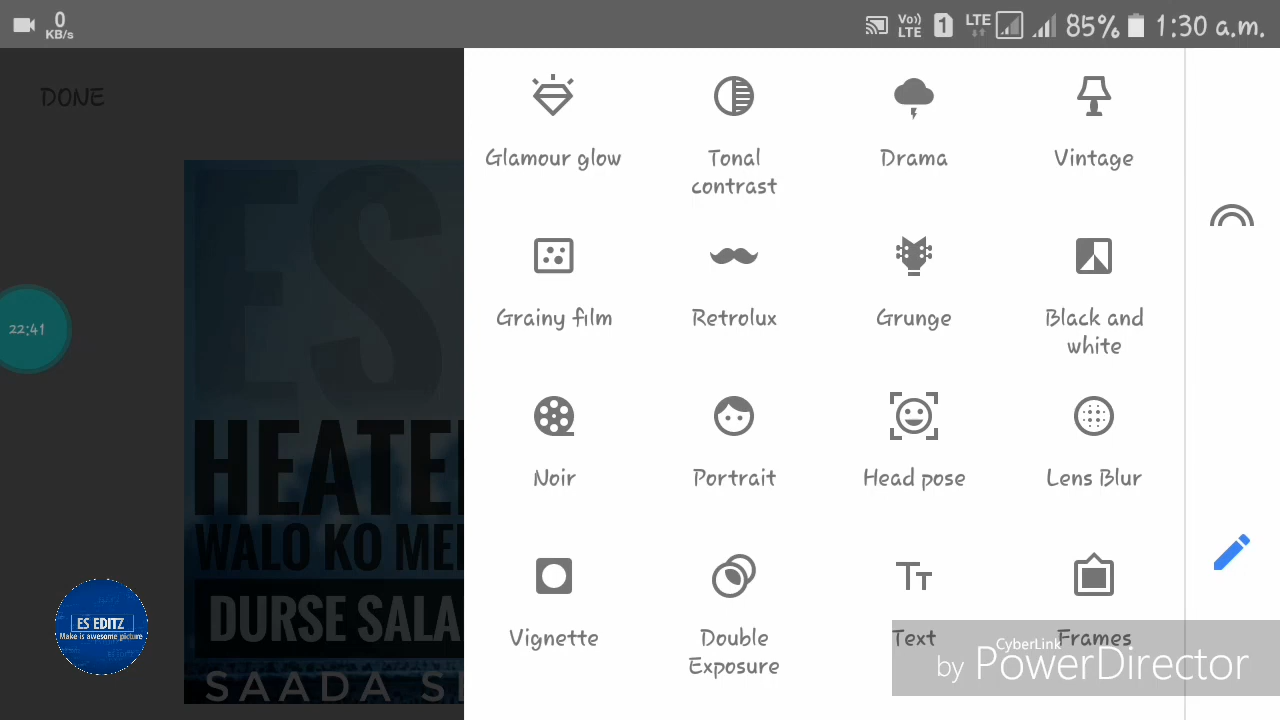 0
KB/s
Vo))
LTE
1
LTE
85%
1:30 a.m.
DONE
Glamour glow
Tonal
contrast
Drama
Vintage
Grainy film
Retrolux
Grunge
Black and
white
Noir
Portrait
Head pose
Lens Blur
Vignette
Double
Exposure
Text
Frames
22:41
ES
HEATE
WALO KO ME
DURSE SALA
SAADA S
ES EDITZ
Make is awesome picture
CyberLink
by PowerDirector